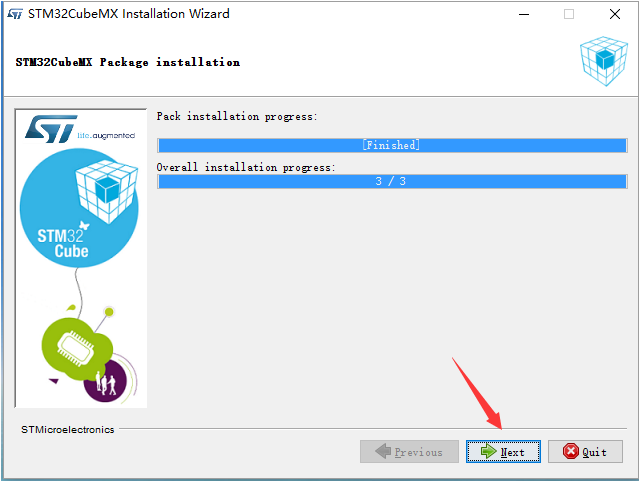 STM32CubeMX Installation Wizard
STM32CubeMX Package installation
ST life.augmented
STM32
Cube
Pack installation progress:
[Finished]
Overall installation progress:
3 / 3
STMicroelectronics
Previous
Next
Quit